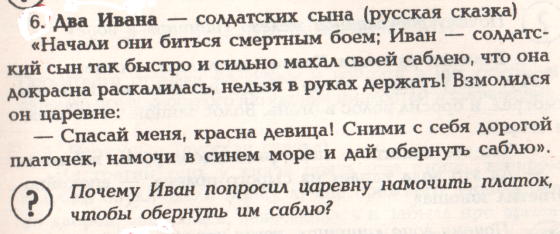 6. Два Ивана — солдатских сына (русская сказка)
«Начали они биться смертным боем; Иван — солдатс-
кий сын так быстро и сильно махал своей саблею, что она
докрасна раскалилась, нельзя в руках держать! Взмолился
он царевне:
— Спасай меня, красна девица! Сними с себя дорогой
платочек, намочи в синем море и дай обернуть саблю».
? Почему Иван попросил царевну намочить платок,
чтобы обернуть им саблю?